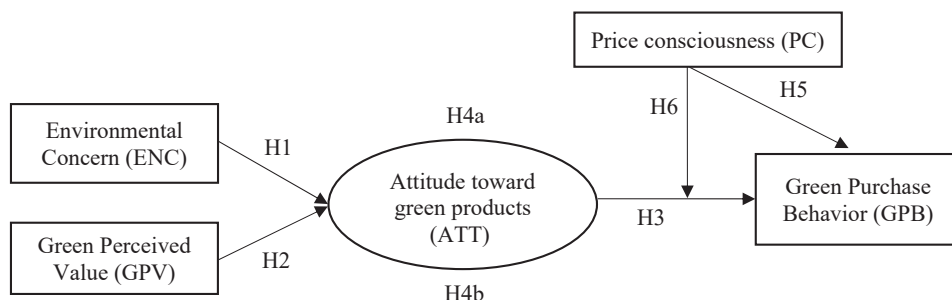 Price consciousness (PC)
H6
H5
H4a
Environmental
Concern (ENC)
H1
Attitude toward
green products
(ATT)
H3
Green Purchase
Behavior (GPB)
Green Perceived
Value (GPV)
H2
H4b